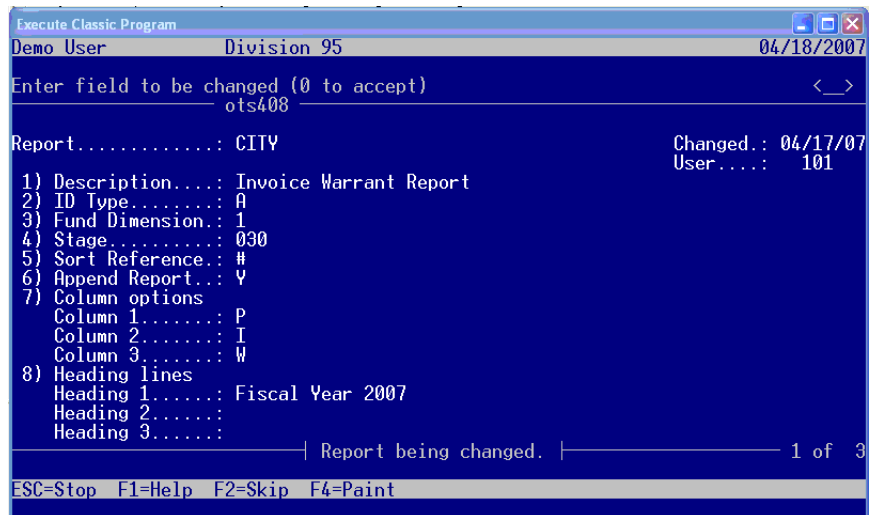 Execute Classic Program
Demo User Division 95 04/18/2007
Enter field to be changed (0 to accept) <__>
ots408
Report.............: CITY Changed.: 04/17/07
User....: 101
1) Description....: Invoice Warrant Report
2) ID Type........: A
3) Fund Dimension.: 1
4) Stage..........: 030
5) Sort Reference.: #
6) Append Report..: Y
7) Column options
Column 1.......: P
Column 2.......: I
Column 3.......: W
8) Heading lines
Heading 1......: Fiscal Year 2007
Heading 2......:
Heading 3......:
Report being changed. 1 of 3
ESC=Stop F1=Help F2=Skip F4=Paint